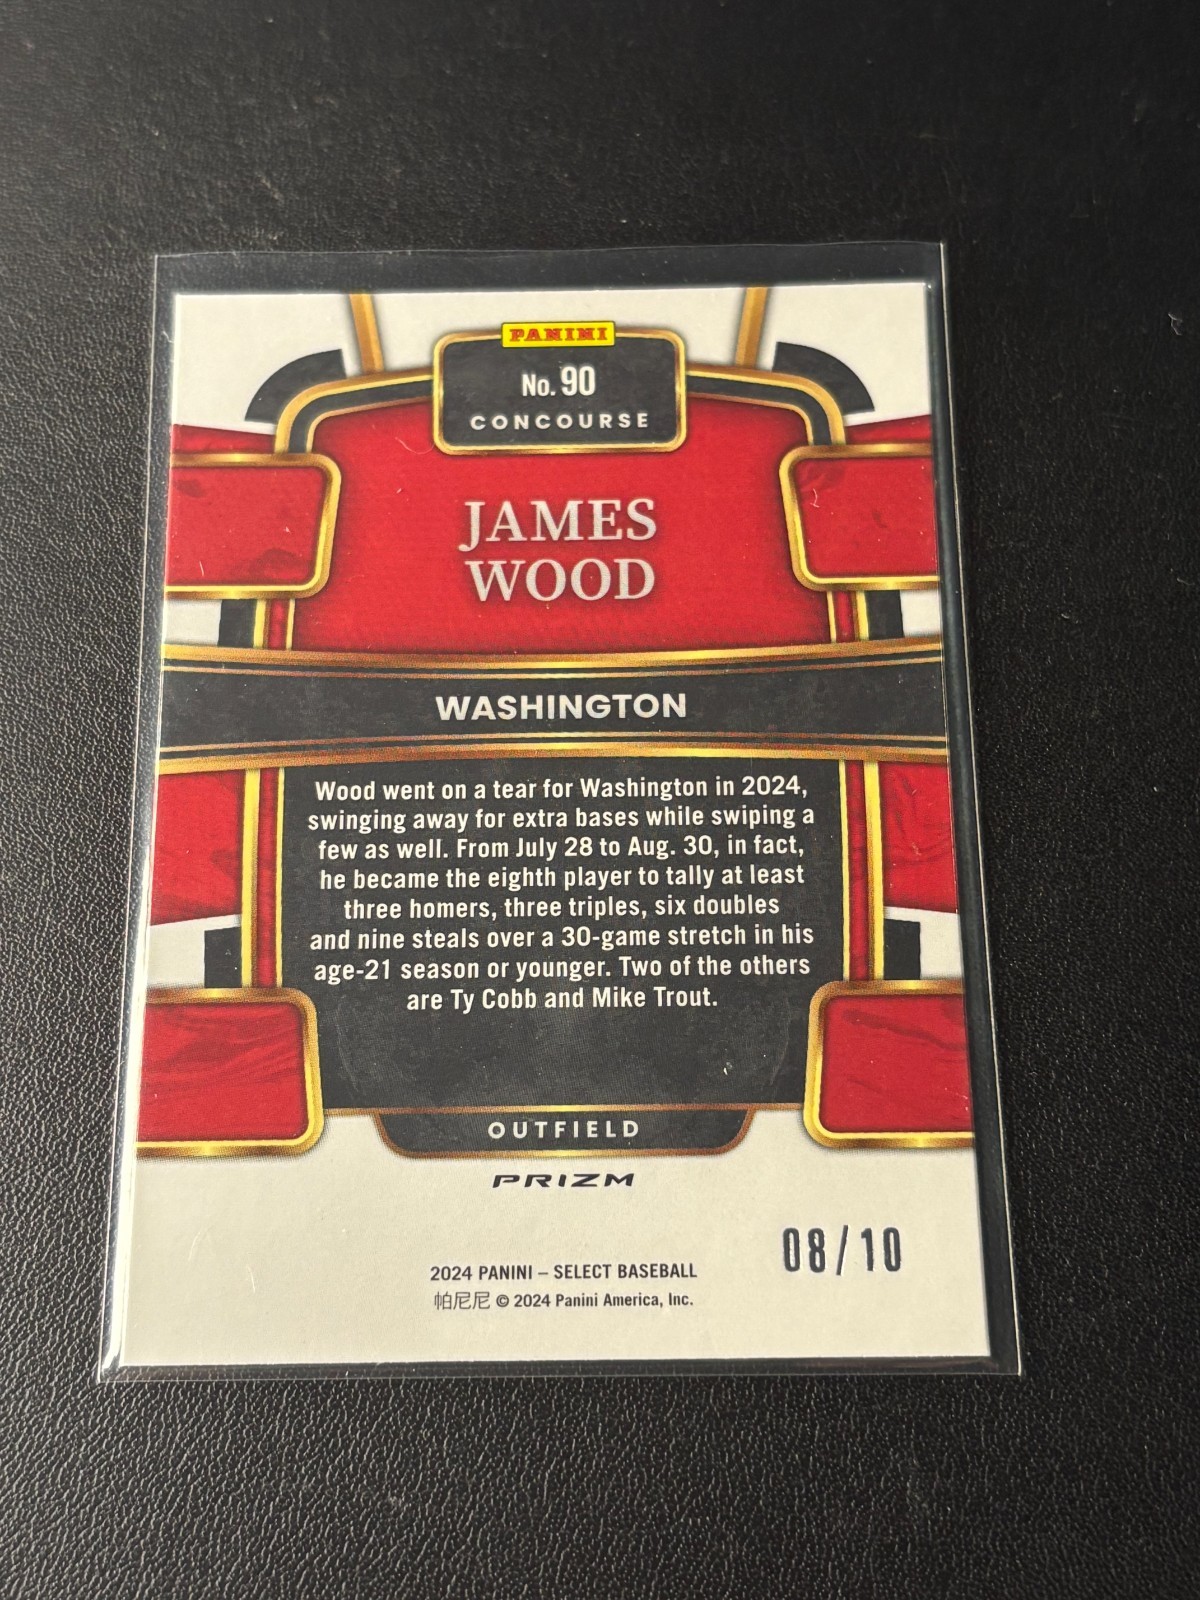 PANINI
No. 90
CONCOURSE
JAMES
WOOD
WASHINGTON
Wood went on a tear for Washington in 2024,
swinging away for extra bases while swiping a
few as well. From July 28 to Aug. 30, in fact,
he became the eighth player to tally at least
three homers, three triples, six doubles
and nine steals over a 30-game stretch in his
age-21 season or younger. Two of the others
are Ty Cobb and Mike Trout.
OUTFIELD
PRIZM
08/10
2024 PANINI – SELECT BASEBALL
帕尼尼 © 2024 Panini America, Inc.